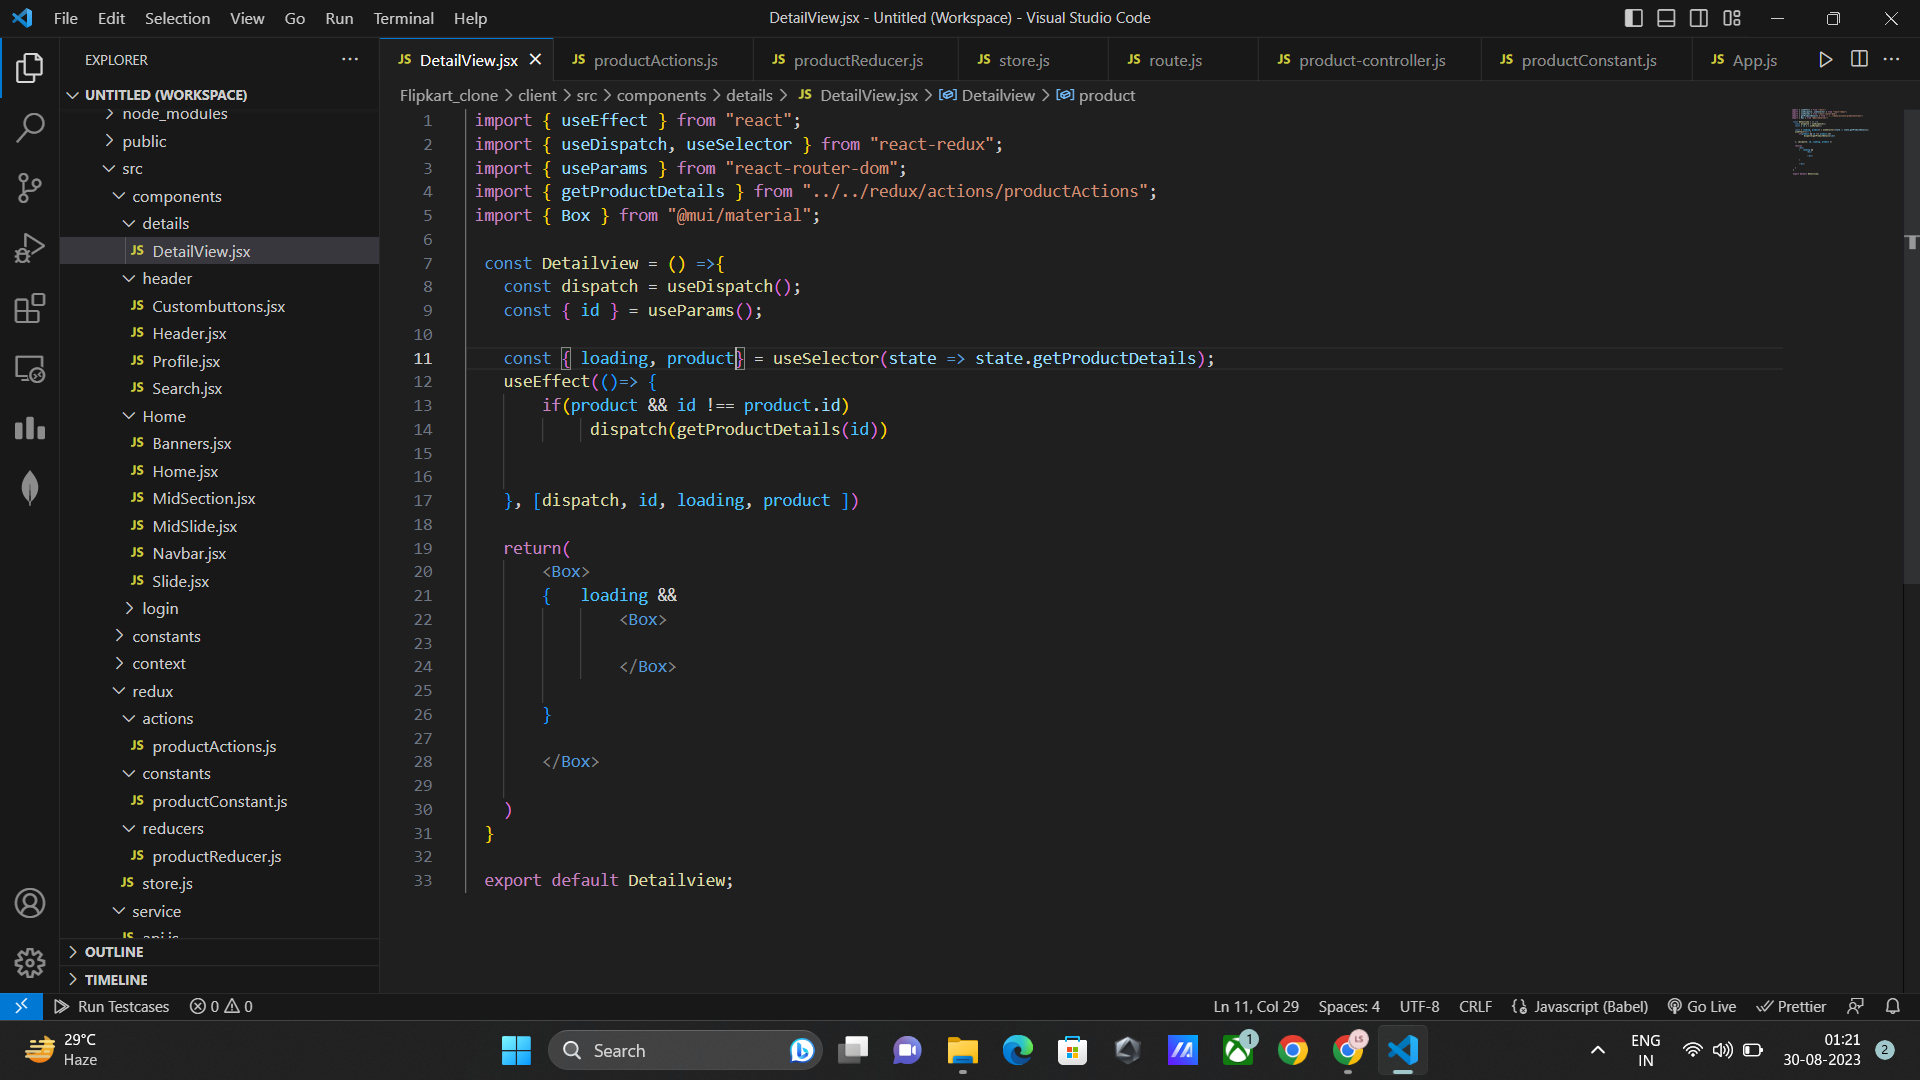 File Edit Selection View Go Run Terminal Help
DetailView.jsx - Untitled (Workspace) - Visual Studio Code
EXPLORER
UNTITLED (WORKSPACE)
node_modules
public
src
components
details
JS DetailView.jsx
header
JS Custombuttons.jsx
JS Header.jsx
JS Profile.jsx
JS Search.jsx
Home
JS Banners.jsx
JS Home.jsx
JS MidSection.jsx
JS MidSlide.jsx
JS Navbar.jsx
JS Slide.jsx
login
constants
context
redux
actions
JS productActions.js
constants
JS productConstant.js
reducers
JS productReducer.js
JS store.js
service
JS api.js
OUTLINE
TIMELINE
JS DetailView.jsx JS productActions.js JS productReducer.js JS store.js JS route.js JS product-controller.js JS productConstant.js JS App.js
Flipkart_clone > client > src > components > details > JS DetailView.jsx > Detailview > product
1 import { useEffect } from "react";
2 import { useDispatch, useSelector } from "react-redux";
3 import { useParams } from "react-router-dom";
4 import { getProductDetails } from "../../redux/actions/productActions";
5 import { Box } from "@mui/material";
6
7 const Detailview = () =>{
8 const dispatch = useDispatch();
9 const { id } = useParams();
10
11 const { loading, product} = useSelector(state => state.getProductDetails);
12 useEffect(()=> {
13 if(product && id !== product.id)
14 dispatch(getProductDetails(id))
15
16
17 }, [dispatch, id, loading, product ])
18
19 return(
20 <Box>
21 { loading &&
22 <Box>
23
24 </Box>
25
26 }
27
28 </Box>
29
30 )
31 }
32
33 export default Detailview;
Run Testcases 0 0
Ln 11, Col 29 Spaces: 4 UTF-8 CRLF {} Javascript (Babel) Go Live Prettier
29°C
Haze
Search
1
LS
ENG
IN
01:21
30-08-2023
2